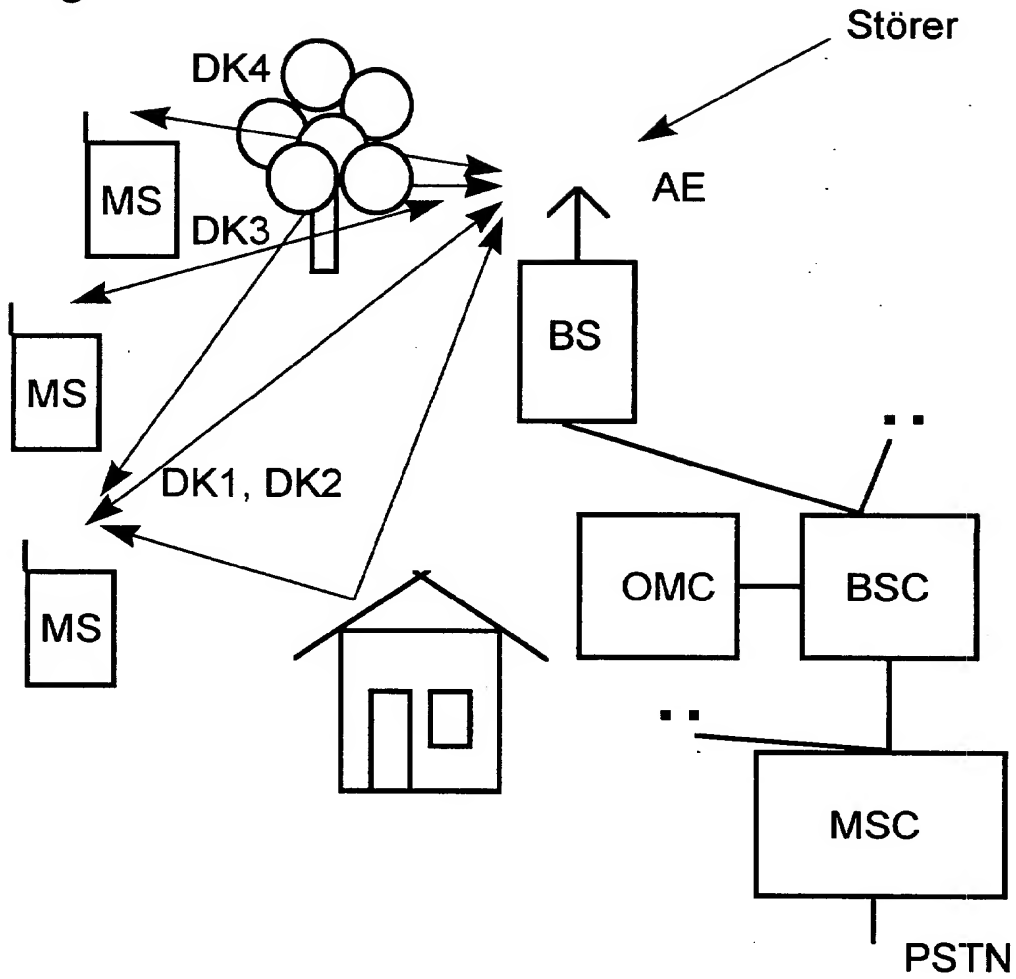 Störer
DK4
MS
AE
DK3
BS
MS
DK1, DK2
OMC
BSC
MS
MSC
PSTN